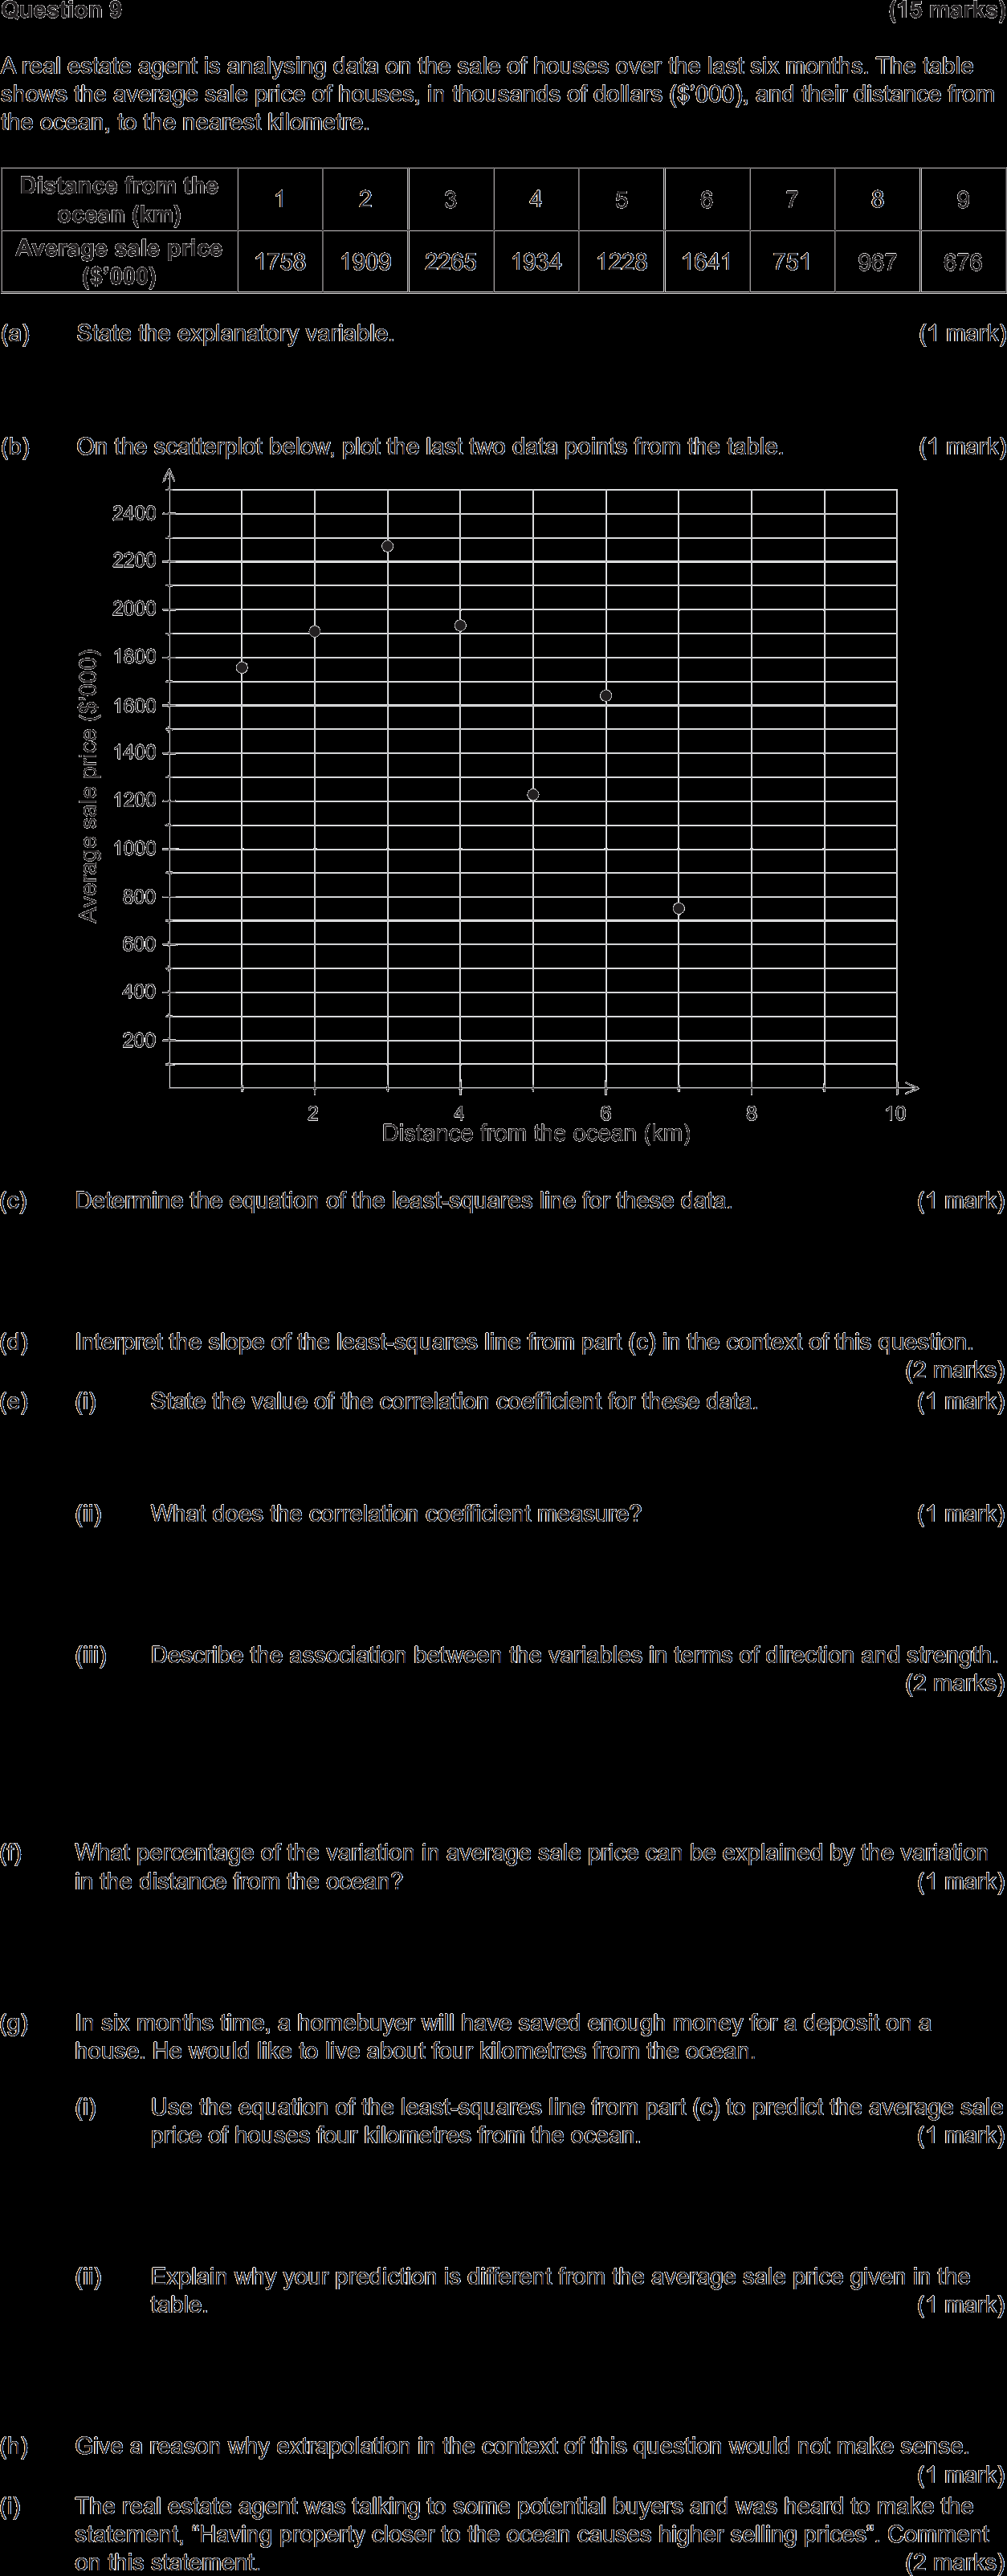 Question 9 (15 marks)
A real estate agent is analysing data on the sale of houses over the last six months. The table
shows the average sale price of houses, in thousands of dollars ($'000), and their distance from
the ocean, to the nearest kilometre.
Distance from the ocean (km) 1 2 3 4 5 6 7 8 9
Average sale price ($'000) 1758 1909 2265 1934 1228 1641 751 967 676
(a) State the explanatory variable. (1 mark)
(b) On the scatterplot below, plot the last two data points from the table. (1 mark)
2400
2200
2000
1800
1600
1400
1200
1000
800
600
400
200
Average sale price ($'000)
2 4 6 8 10
Distance from the ocean (km)
(c) Determine the equation of the least-squares line for these data. (1 mark)
(d) Interpret the slope of the least-squares line from part (c) in the context of this question.
(2 marks)
(e) (i) State the value of the correlation coefficient for these data. (1 mark)
(ii) What does the correlation coefficient measure? (1 mark)
(iii) Describe the association between the variables in terms of direction and strength.
(2 marks)
(f) What percentage of the variation in average sale price can be explained by the variation
in the distance from the ocean? (1 mark)
(g) In six months time, a homebuyer will have saved enough money for a deposit on a
house. He would like to live about four kilometres from the ocean.
(i) Use the equation of the least-squares line from part (c) to predict the average sale
price of houses four kilometres from the ocean. (1 mark)
(ii) Explain why your prediction is different from the average sale price given in the
table. (1 mark)
(h) Give a reason why extrapolation in the context of this question would not make sense.
(1 mark)
(i) The real estate agent was talking to some potential buyers and was heard to make the
statement, "Having property closer to the ocean causes higher selling prices". Comment
on this statement. (2 marks)